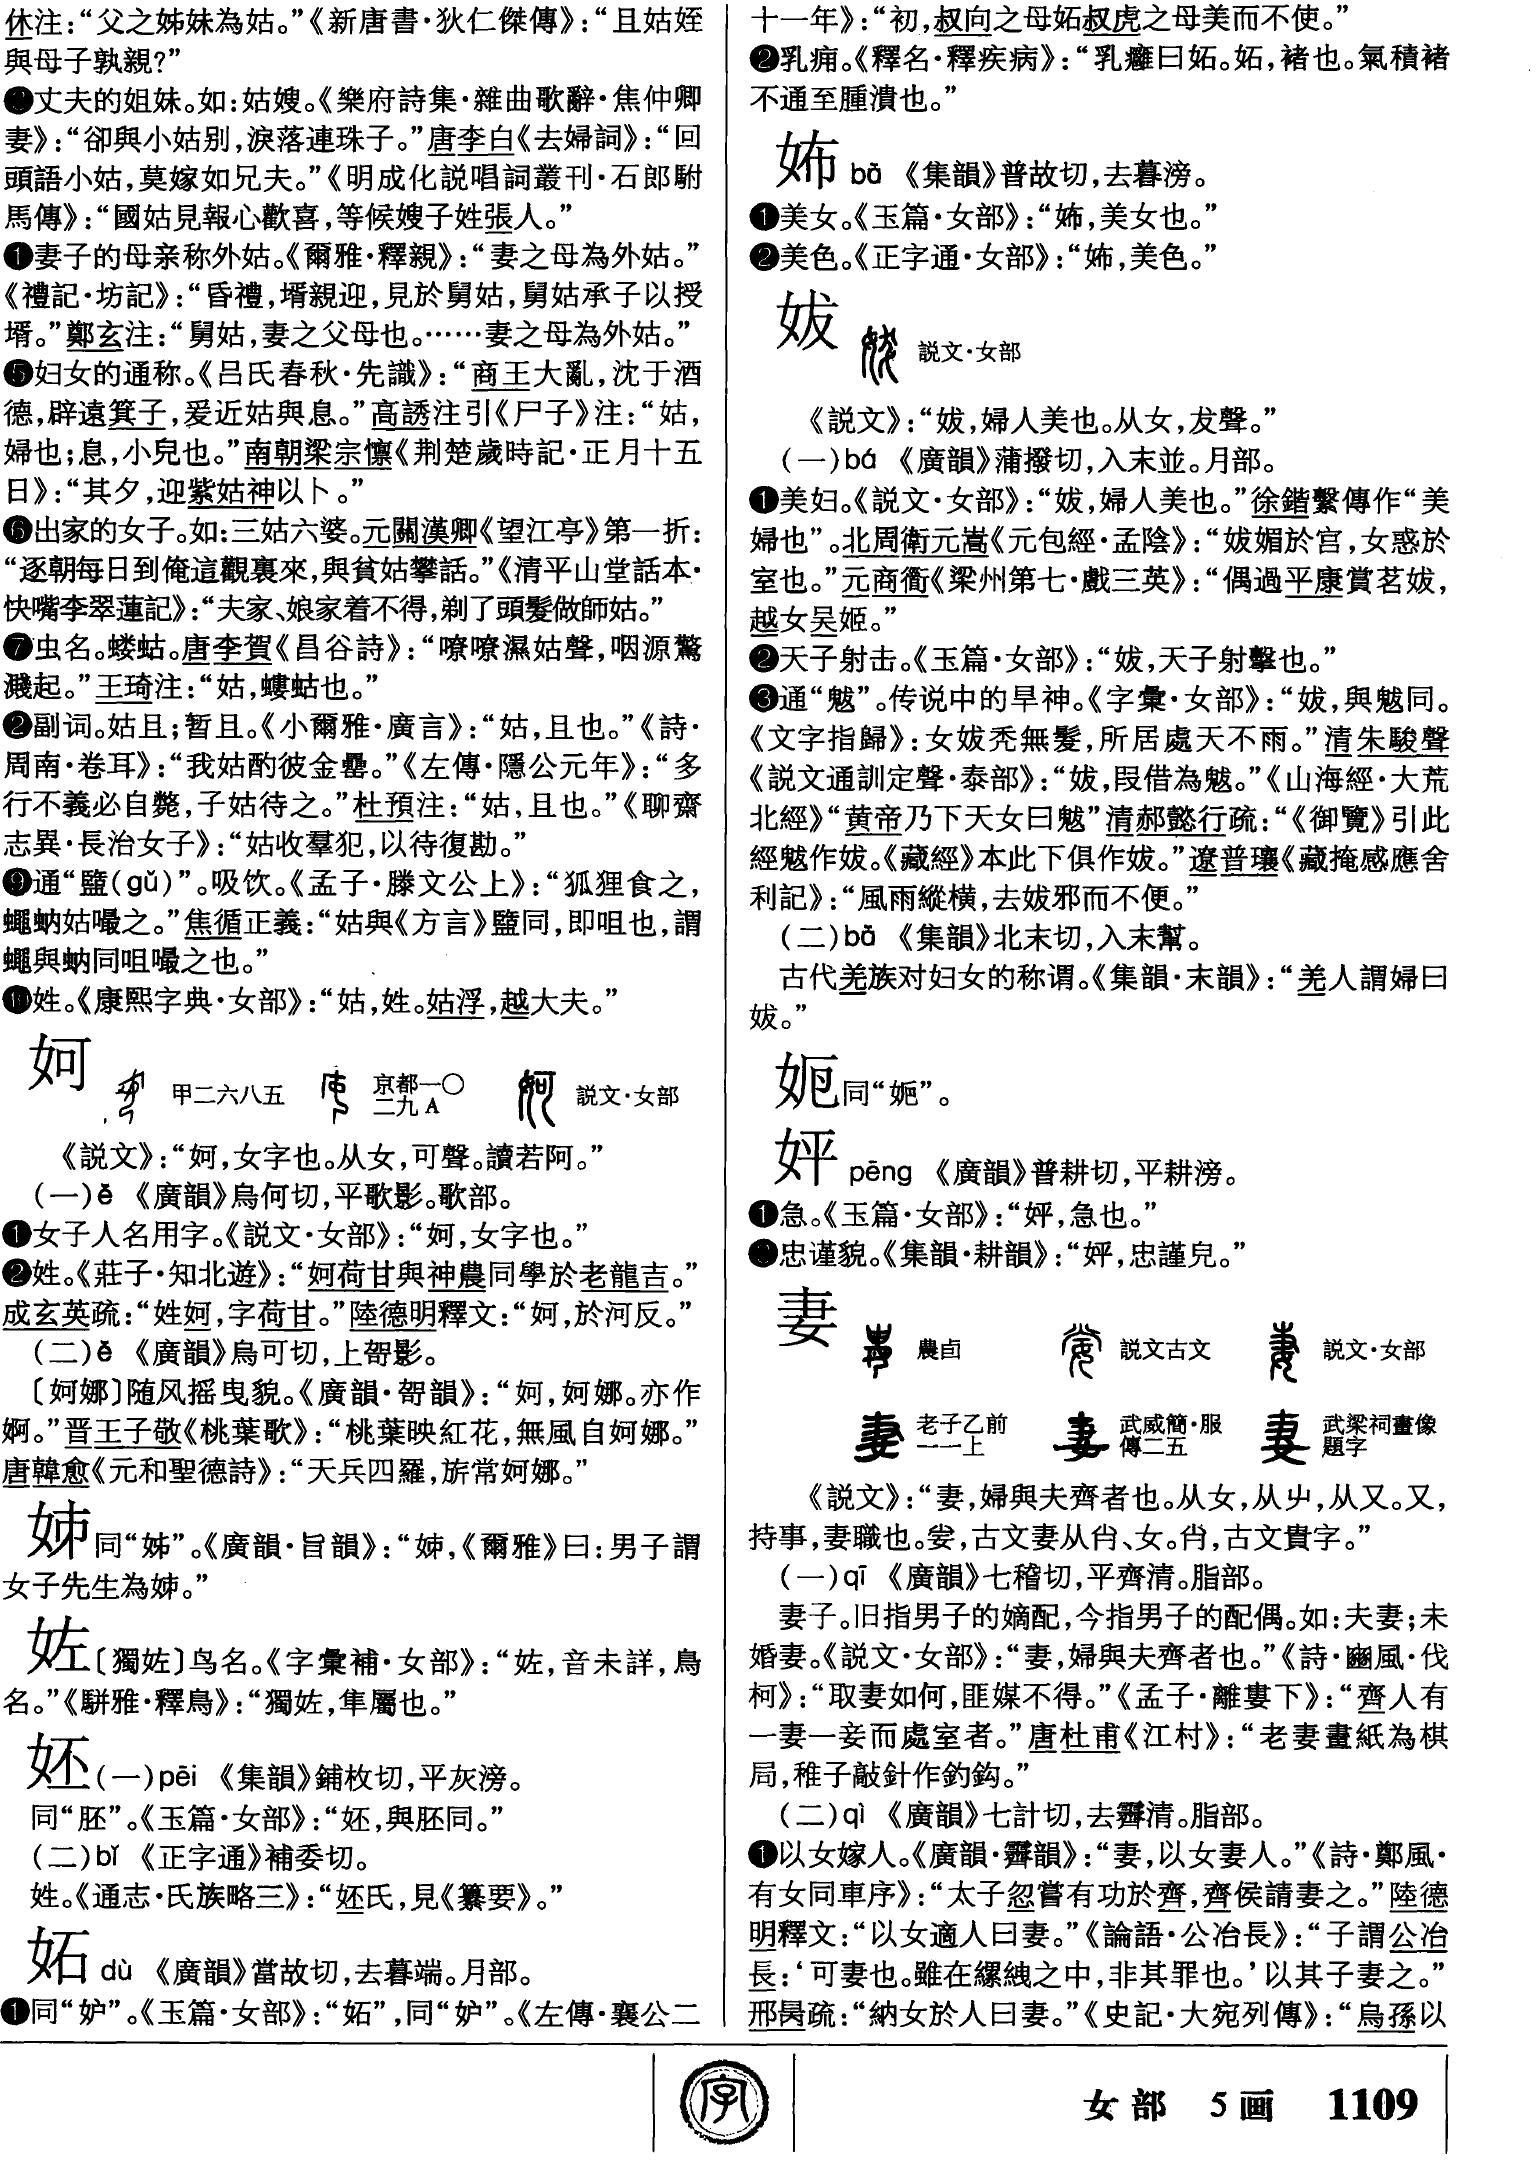 休注：“父之姊妹為姑。”《新唐書·狄仁傑傳》：“且姑姪
與母子孰親？”
丈夫的姐妹。如：姑嫂。《樂府詩集·雜曲歌辭·焦仲卿
妻》：“卻與小姑别，淚落連珠子。”唐李白《去婦詞》：“回
頭語小姑，莫嫁如兄夫。”《明成化説唱詞叢刊·石郎駙
馬傳》：“國姑見報心歡喜，等候嫂子姓張人。”
❶妻子的母亲称外姑。《爾雅·釋親》：“妻之母為外姑。”
《禮記·坊記》：“昏禮，壻親迎，見於舅姑，舅姑承子以授
壻。”鄭玄注：“舅姑，妻之父母也。……妻之母為外姑。”
❺妇女的通称。《吕氏春秋·先識》：“商王大亂，沈于酒
德，辟遠箕子，爰近姑與息。”高誘注引《尸子》注：“姑，
婦也；息，小兒也。”南朝梁宗懔《荆楚歲時記·正月十五
日》：“其夕，迎紫姑神以卜。”
❻出家的女子。如：三姑六婆。元關漢卿《望江亭》第一折：
“逐朝每日到俺這觀裏來，與貧姑攀話。”《清平山堂話本·
快嘴李翠蓮記》：“夫家、娘家着不得，剃了頭髮做師姑。”
❼虫名。蝼蛄。唐李賀《昌谷詩》：“嘹嘹濕姑聲，咽源驚
濺起。”王琦注：“姑，螻蛄也。”
❷副词。姑且；暂且。《小爾雅·廣言》：“姑，且也。”《詩·
周南·卷耳》：“我姑酌彼金罍。”《左傳·隱公元年》：“多
行不義必自斃，子姑待之。”杜預注：“姑，且也。”《聊齋
志異·長治女子》：“姑收羣犯，以待復勘。”
❾通“盬(gǔ)”。吸饮。《孟子·滕文公上》：“狐狸食之，
蠅蚋姑嘬之。”焦循正義：“姑與《方言》盬同，即咀也，謂
蠅與蚋同咀嘬之也。”
❿姓。《康熙字典·女部》：“姑，姓。姑浮，越大夫。”
妸 甲二六八五 京都一〇二九A 説文·女部
《説文》：“妸，女字也。从女，可聲。讀若阿。”
(一)ē 《廣韻》烏何切，平歌影。歌部。
❶女子人名用字。《説文·女部》：“妸，女字也。”
❷姓。《莊子·知北遊》：“妸荷甘與神農同學於老龍吉。”
成玄英疏：“姓妸，字荷甘。”陸德明釋文：“妸，於河反。”
(二)ě 《廣韻》烏可切，上哿影。
〔妸娜〕随风摇曳貌。《廣韻·哿韻》：“妸，妸娜。亦作
婀。”晋王子敬《桃葉歌》：“桃葉映紅花，無風自妸娜。”
唐韓愈《元和聖德詩》：“天兵四羅，旂常妸娜。”
𡛷同“姊”。《廣韻·旨韻》：“𡛷，《爾雅》曰：男子謂
女子先生為𡛷。”
㚗〔獨㚗〕鸟名。《字彙補·女部》：“㚗，音未詳，鳥
名。”《駢雅·釋鳥》：“獨㚗，隼屬也。”
㚰(一)pēi 《集韻》鋪枚切，平灰滂。
同“胚”。《玉篇·女部》：“㚰，與胚同。”
(二)bǐ 《正字通》補委切。
姓。《通志·氏族略三》：“㚰氏，見《纂要》。”
妬 dù 《廣韻》當故切，去暮端。月部。
❶同“妒”。《玉篇·女部》：“妬”，同“妒”。《左傳·襄公二
十一年》：“初，叔向之母妬叔虎之母美而不使。”
❷乳痈。《釋名·釋疾病》：“乳癰曰妬。妬，褚也。氣積褚
不通至腫潰也。”
㚴 bā 《集韻》普故切，去暮滂。
❶美女。《玉篇·女部》：“㚴，美女也。”
❷美色。《正字通·女部》：“㚴，美色。”
妭 説文·女部
《説文》：“妭，婦人美也。从女，犮聲。”
(一)bá 《廣韻》蒲撥切，入末並。月部。
❶美妇。《説文·女部》：“妭，婦人美也。”徐鍇繫傳作“美
婦也”。北周衛元嵩《元包經·孟陰》：“妭媚於宫，女惑於
室也。”元商衟《梁州第七·戲三英》：“偶過平康賞茗妭，
越女吴姬。”
❷天子射击。《玉篇·女部》：“妭，天子射擊也。”
❸通“魃”。传说中的旱神。《字彙·女部》：“妭，與魃同。
《文字指歸》：女妭秃無髮，所居處天不雨。”清朱駿聲
《説文通訓定聲·泰部》：“妭，叚借為魃。”《山海經·大荒
北經》“黄帝乃下天女曰魃”清郝懿行疏：“《御覽》引此
經魃作妭。《藏經》本此下俱作妭。”遼普瓌《藏掩感應舍
利記》：“風雨縱横，去妭邪而不便。”
(二)bō 《集韻》北末切，入末幫。
古代羌族对妇女的称谓。《集韻·末韻》：“羌人謂婦曰
妭。”
妮同“婗”。
姇 pēng 《廣韻》普耕切，平耕滂。
❶急。《玉篇·女部》：“姇，急也。”
忠谨貌。《集韻·耕韻》：“姇，忠謹皃。”
妻 農卣 説文古文 説文·女部
老子乙前一一上 武威簡·服傳二五 武梁祠畫像題字
《説文》：“妻，婦與夫齊者也。从女，从屮，从又。又，
持事，妻職也。㛍，古文妻从𡴞、女。𡴞，古文貴字。”
(一)qī 《廣韻》七稽切，平齊清。脂部。
妻子。旧指男子的嫡配，今指男子的配偶。如：夫妻；未
婚妻。《説文·女部》：“妻，婦與夫齊者也。”《詩·豳風·伐
柯》：“取妻如何，匪媒不得。”《孟子·離婁下》：“齊人有
一妻一妾而處室者。”唐杜甫《江村》：“老妻畫紙為棋
局，稚子敲針作釣鈎。”
(二)qì 《廣韻》七計切，去霽清。脂部。
❶以女嫁人。《廣韻·霽韻》：“妻，以女妻人。”《詩·鄭風·
有女同車序》：“太子忽嘗有功於齊，齊侯請妻之。”陸德
明釋文：“以女適人曰妻。”《論語·公冶長》：“子謂公冶
長：‘可妻也。雖在縲絏之中，非其罪也。’以其子妻之。”
邢昺疏：“納女於人曰妻。”《史記·大宛列傳》：“烏孫以
字
女部 5画 1109